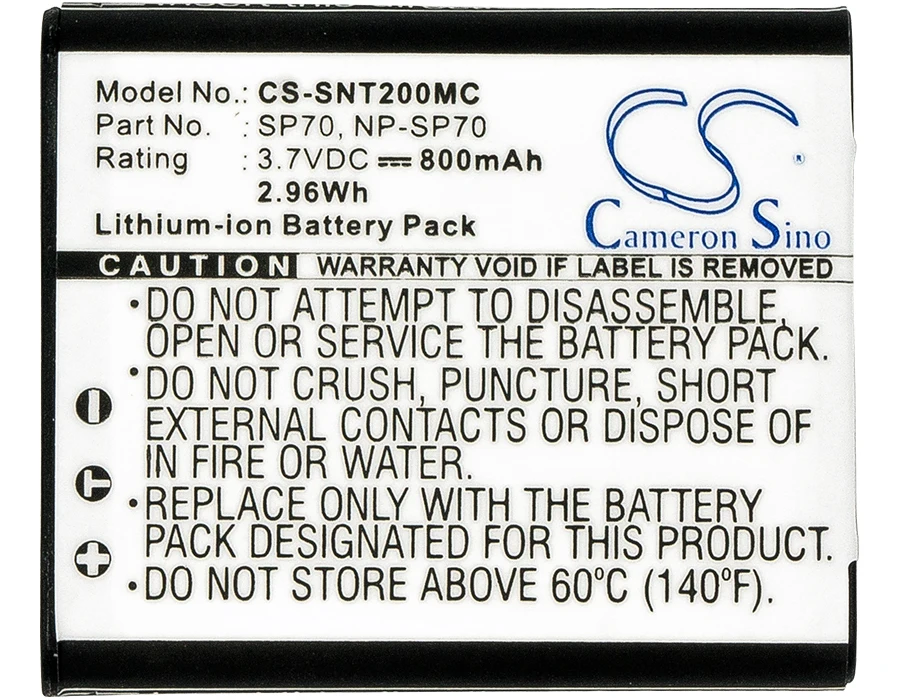 Model No.: CS-SNT200MC
Part No. : SP70, NP-SP70
Rating : 3.7VDC ⎓ 800mAh
2.96Wh
Lithium-ion Battery Pack
CS
®
Cameron Sino
CAUTION WARRANTY VOID IF LABEL IS REMOVED
•DO NOT ATTEMPT TO DISASSEMBLE,
OPEN OR SERVICE THE BATTERY PACK.
•DO NOT CRUSH, PUNCTURE, SHORT
EXTERNAL CONTACTS OR DISPOSE OF
IN FIRE OR WATER.
•REPLACE ONLY WITH THE BATTERY
PACK DESIGNATED FOR THIS PRODUCT.
•DO NOT STORE ABOVE 60°C (140°F).
T